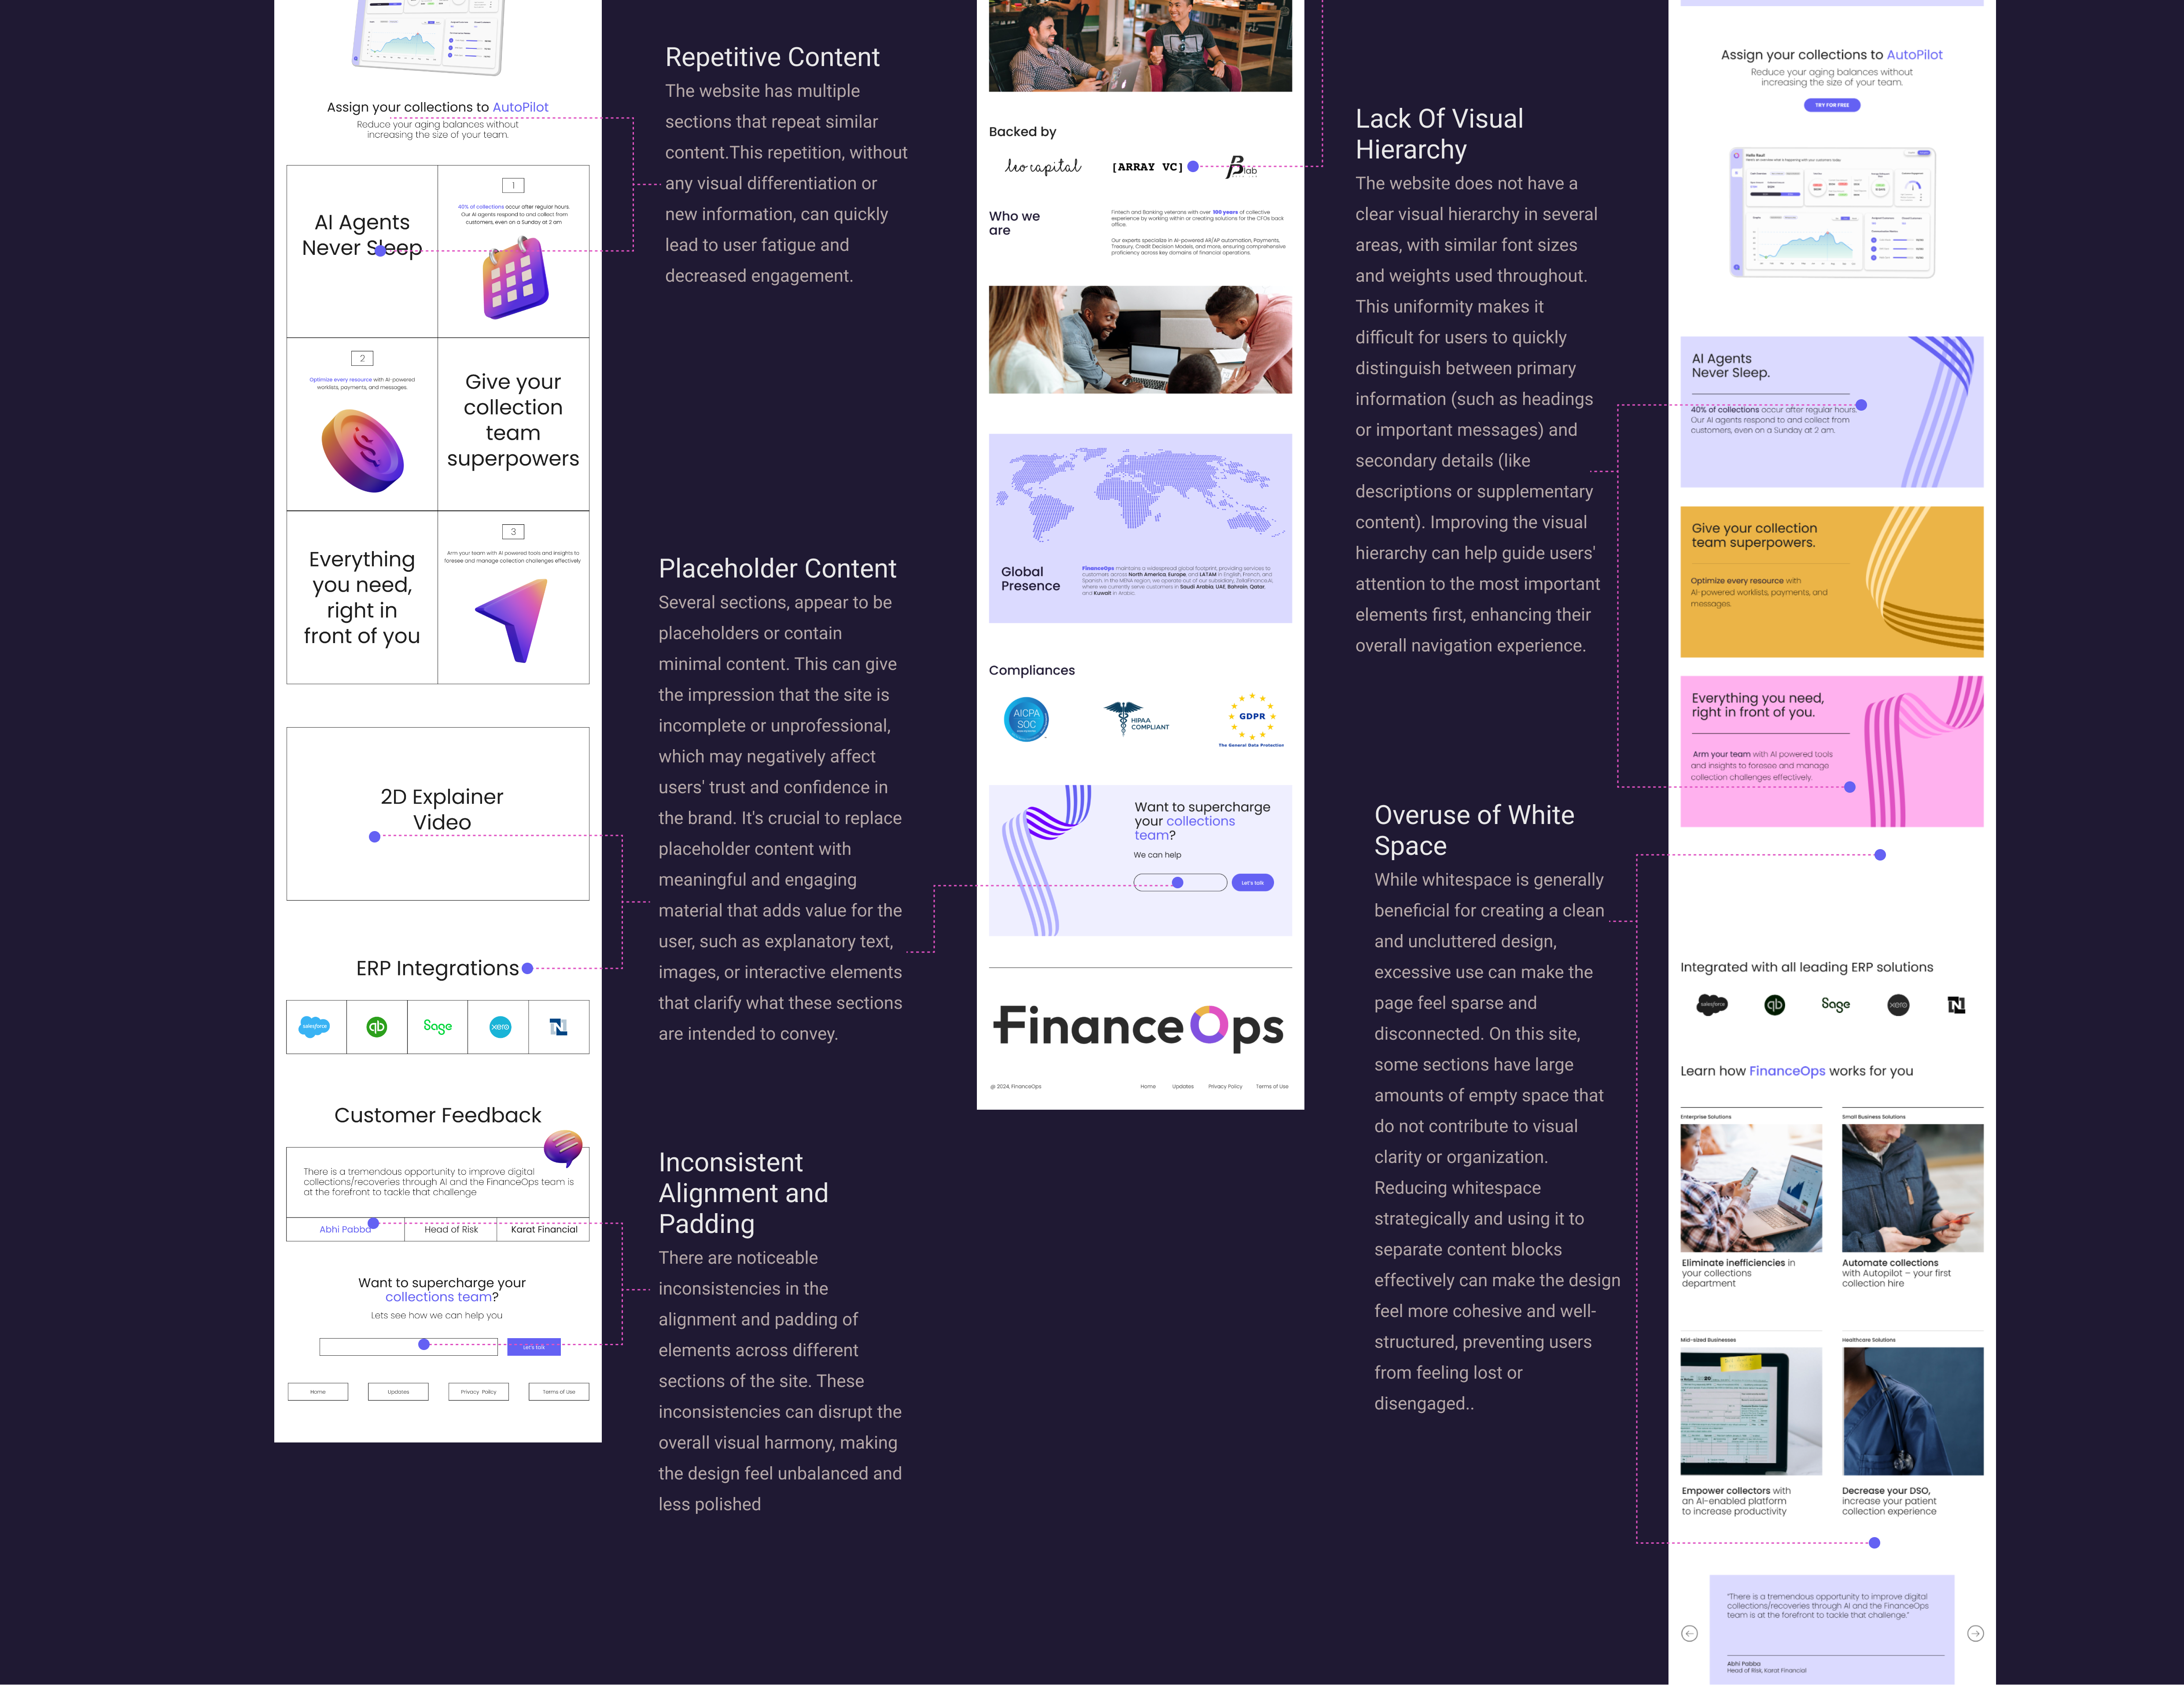 Assign your collections to AutoPilot
Reduce your aging balances without
increasing the size of your team.
AI Agents
Never Sleep
1
40% of collections occur after regular hours.
Our AI agents respond to and collect from
customers, even on a Sunday at 2 am
2
Optimize every resource with AI-powered
worklists, payments, and messages.
Give your
collection
team
superpowers
Everything
you need,
right in
front of you
3
Arm your team with AI powered tools and insights to
foresee and manage collection challenges effectively
2D Explainer
Video
ERP Integrations
salesforce
qb
Sage
xero
N
Customer Feedback
There is a tremendous opportunity to improve digital
collections/recoveries through AI and the FinanceOps team is
at the forefront to tackle that challenge
Abhi Pabba
Head of Risk
Karat Financial
Want to supercharge your
collections team?
Lets see how we can help you
Let's talk
Home
Updates
Privacy Policy
Terms of Use
Repetitive Content
The website has multiple
sections that repeat similar
content.This repetition, without
any visual differentiation or
new information, can quickly
lead to user fatigue and
decreased engagement.
Placeholder Content
Several sections, appear to be
placeholders or contain
minimal content. This can give
the impression that the site is
incomplete or unprofessional,
which may negatively affect
users' trust and confidence in
the brand. It's crucial to replace
placeholder content with
meaningful and engaging
material that adds value for the
user, such as explanatory text,
images, or interactive elements
that clarify what these sections
are intended to convey.
Inconsistent
Alignment and
Padding
There are noticeable
inconsistencies in the
alignment and padding of
elements across different
sections of the site. These
inconsistencies can disrupt the
overall visual harmony, making
the design feel unbalanced and
less polished
Backed by
leo capital
[ARRAY VC]
βlab
Who we
are
Fintech and Banking veterans with over 100 years of collective
experience by working within or creating solutions for the CFOs back
office.
Our experts specialize in AI-powered AR/AP automation, Payments,
Treasury, Credit Decision Models, and more, ensuring comprehensive
proficiency across key domains of financial operations.
Global
Presence
FinanceOps maintains a widespread global footprint, providing services to
customers across North America, Europe, and LATAM in English, French, and
Spanish. In the MENA region, we operate out of our subsidiary,
where we currently serve customers in Saudi Arabia, UAE, Bahrain, Qatar,
and Kuwait in Arabic.
Compliances
AICPA
SOC
HIPAA
COMPLIANT
GDPR
The General Data Protection
Want to supercharge
your collections
team?
We can help
Let's talk
FinanceOps
@ 2024, FinanceOps
Home
Updates
Privacy Policy
Terms of Use
Lack Of Visual
Hierarchy
The website does not have a
clear visual hierarchy in several
areas, with similar font sizes
and weights used throughout.
This uniformity makes it
difficult for users to quickly
distinguish between primary
information (such as headings
or important messages) and
secondary details (like
descriptions or supplementary
content). Improving the visual
hierarchy can help guide users'
attention to the most important
elements first, enhancing their
overall navigation experience.
Overuse of White
Space
While whitespace is generally
beneficial for creating a clean
and uncluttered design,
excessive use can make the
page feel sparse and
disconnected. On this site,
some sections have large
amounts of empty space that
do not contribute to visual
clarity or organization.
Reducing whitespace
strategically and using it to
separate content blocks
effectively can make the design
feel more cohesive and well-
structured, preventing users
from feeling lost or
disengaged..
Assign your collections to AutoPilot
Reduce your aging balances without
increasing the size of your team.
TRY FOR FREE
Hello Raul!
AI Agents
Never Sleep.
40% of collections occur after regular hours.
Our AI agents respond to and collect from
customers, even on a Sunday at 2 am.
Give your collection
team superpowers.
Optimize every resource with
AI-powered worklists, payments, and
messages.
Everything you need,
right in front of you.
Arm your team with AI powered tools
and insights to foresee and manage
collection challenges effectively.
Integrated with all leading ERP solutions
salesforce
qb
Sage
xero
N
Learn how FinanceOps works for you
Enterprise Solutions
Small Business Solutions
Eliminate inefficiencies in
your collections
department
Automate collections
with Autopilot – your first
collection hire
Mid-sized Businesses
Healthcare Solutions
Empower collectors with
an AI-enabled platform
to increase productivity
Decrease your DSO,
increase your patient
collection experience
"There is a tremendous opportunity to improve digital
collections/recoveries through AI and the FinanceOps
team is at the forefront to tackle that challenge."
Abhi Pabba
Head of Risk, Karat Financial